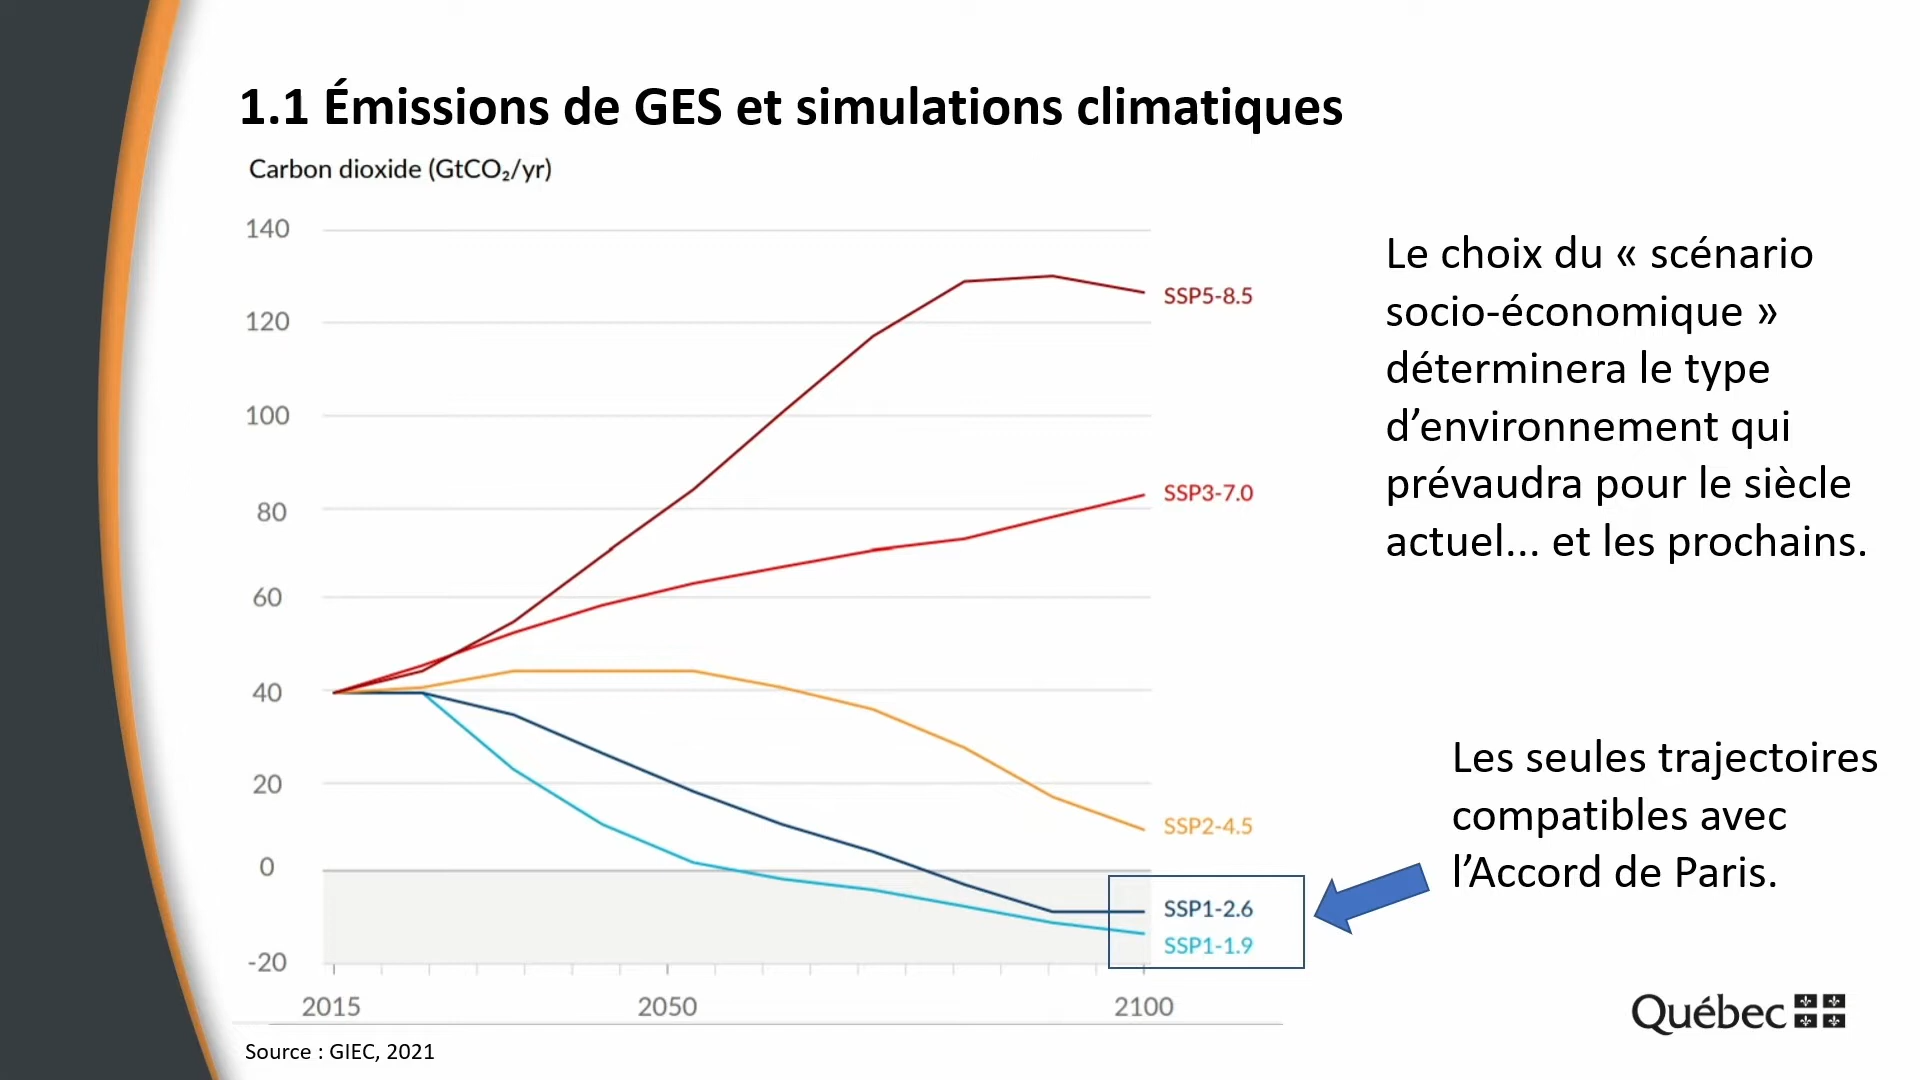 1.1 Émissions de GES et simulations climatiques
Carbon dioxide (GtCO₂/yr)
140
120
100
80
60
40
20
0
-20
2015
2050
2100
SSP5-8.5
SSP3-7.0
SSP2-4.5
SSP1-2.6
SSP1-1.9
Le choix du « scénario
socio-économique »
déterminera le type
d’environnement qui
prévaudra pour le siècle
actuel... et les prochains.
Les seules trajectoires
compatibles avec
l’Accord de Paris.
Source : GIEC, 2021
Québec